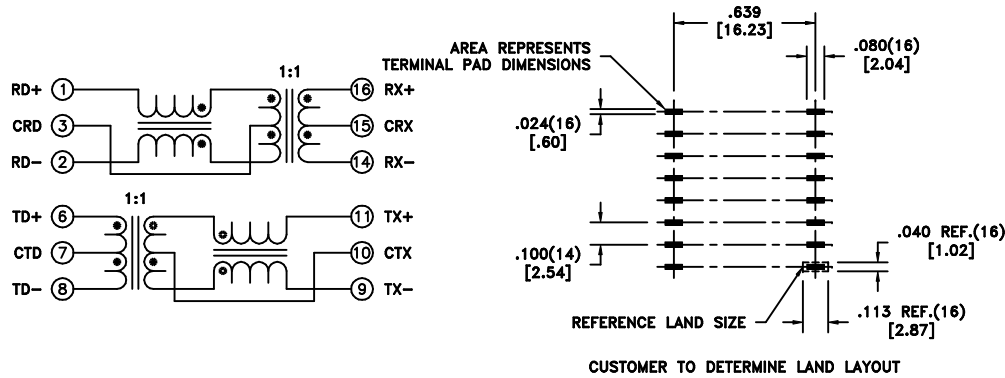 1:1
RD+ 1
16 RX+
CRD 3
15 CRX
RD- 2
14 RX-
1:1
TD+ 6
11 TX+
CTD 7
10 CTX
TD- 8
9 TX-
.639
[16.23]
AREA REPRESENTS
TERMINAL PAD DIMENSIONS
.080(16)
[2.04]
.024(16)
[.60]
.100(14)
[2.54]
.040 REF.(16)
[1.02]
REFERENCE LAND SIZE
.113 REF.(16)
[2.87]
CUSTOMER TO DETERMINE LAND LAYOUT